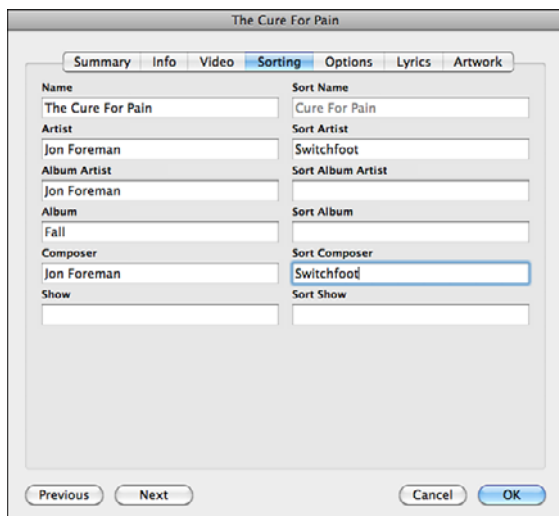 The Cure For Pain
Summary Info Video Sorting Options Lyrics Artwork
Name Sort Name
The Cure For Pain Cure For Pain
Artist Sort Artist
Jon Foreman Switchfoot
Album Artist Sort Album Artist
Jon Foreman
Album Sort Album
Fall
Composer Sort Composer
Jon Foreman Switchfoot
Show Sort Show
Previous Next Cancel OK